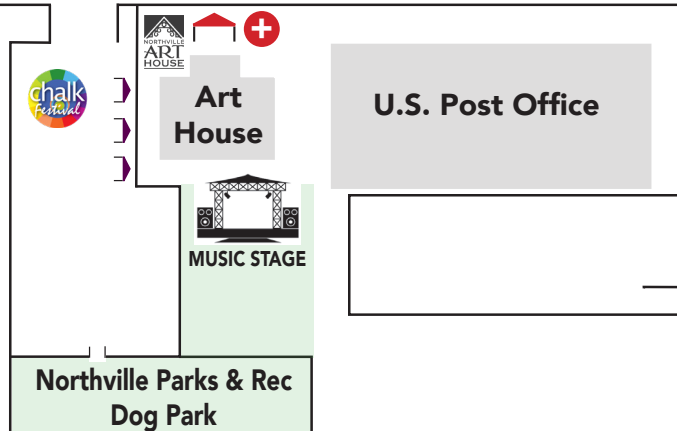 NORTHVILLE
ART
HOUSE
chalk
Festival
Art
House
U.S. Post Office
MUSIC STAGE
Northville Parks & Rec
Dog Park